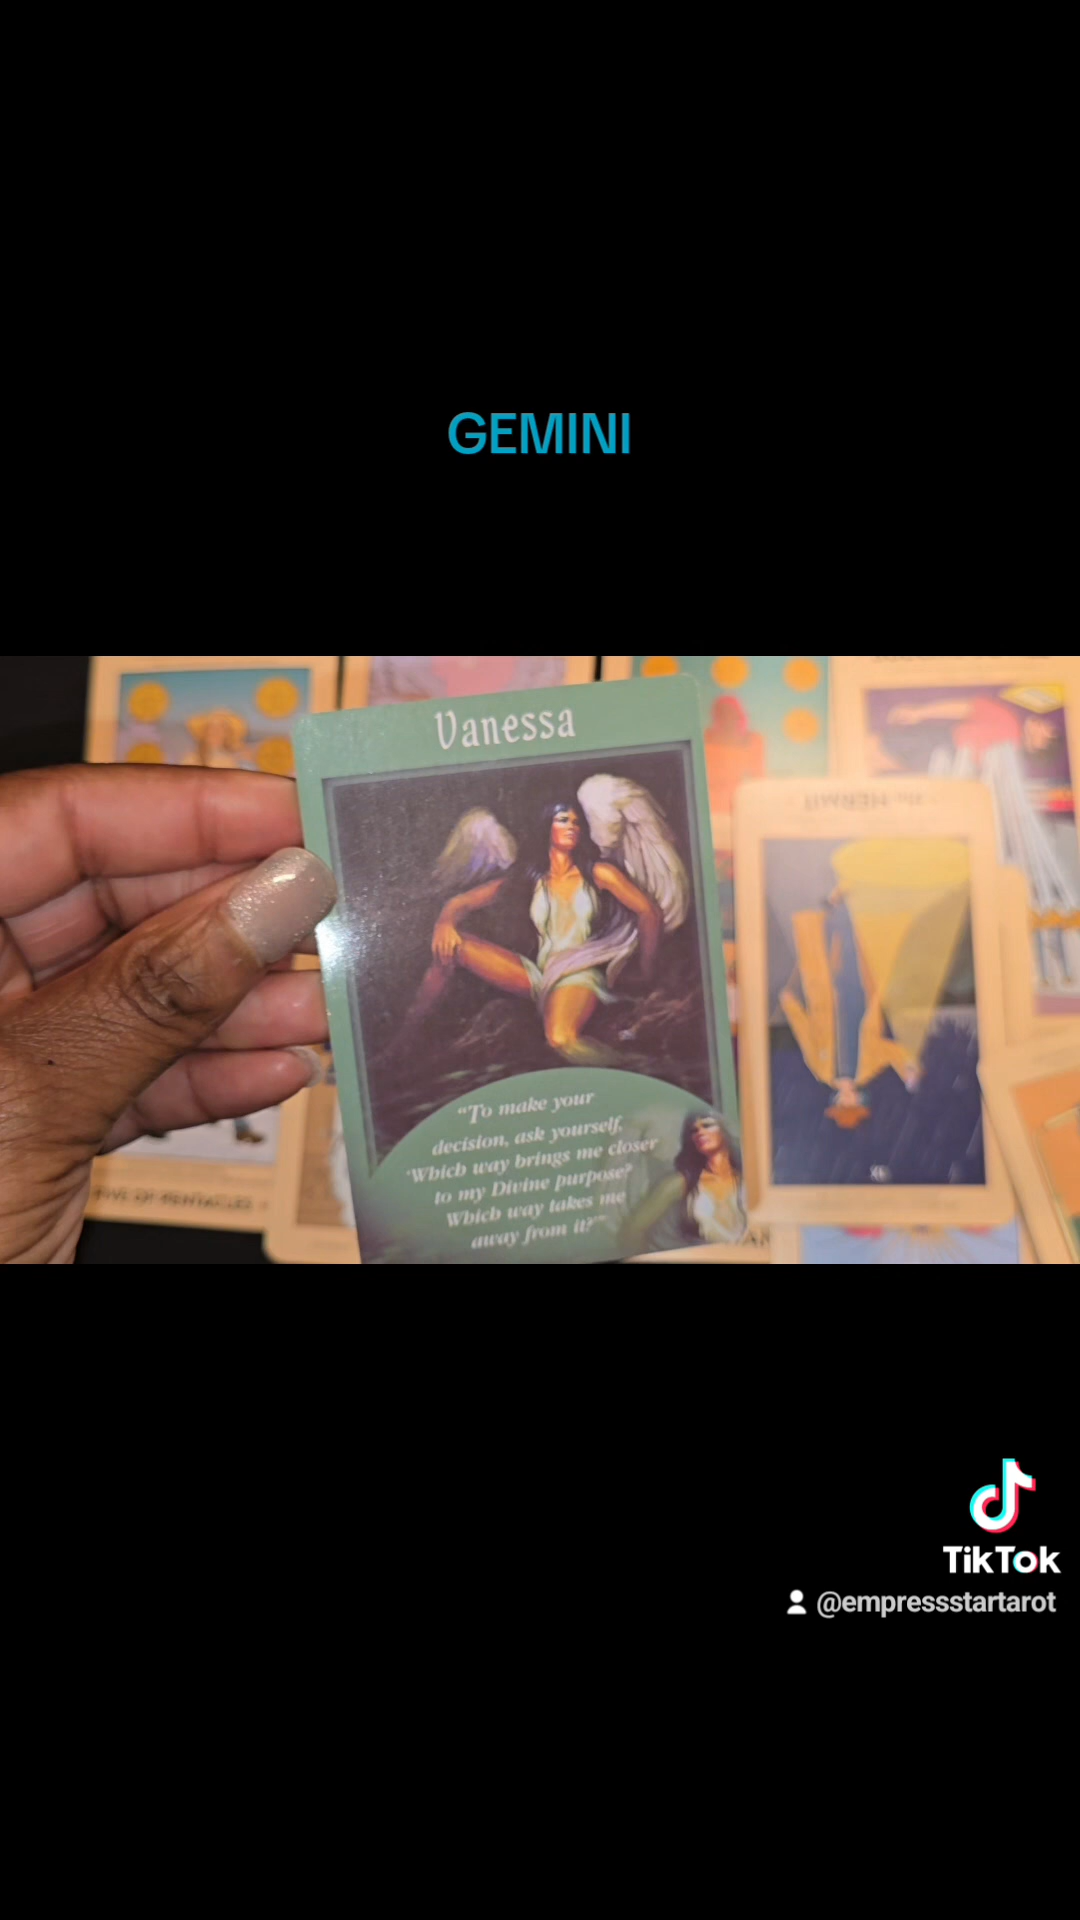 GEMINI
Vanessa
The HERMIT
"To make your
decision, ask yourself,
'Which way brings me closer
to my Divine purpose?
Which way takes me
away from it?'"
FIVE OF PENTACLES
TikTok
@empressstartarot